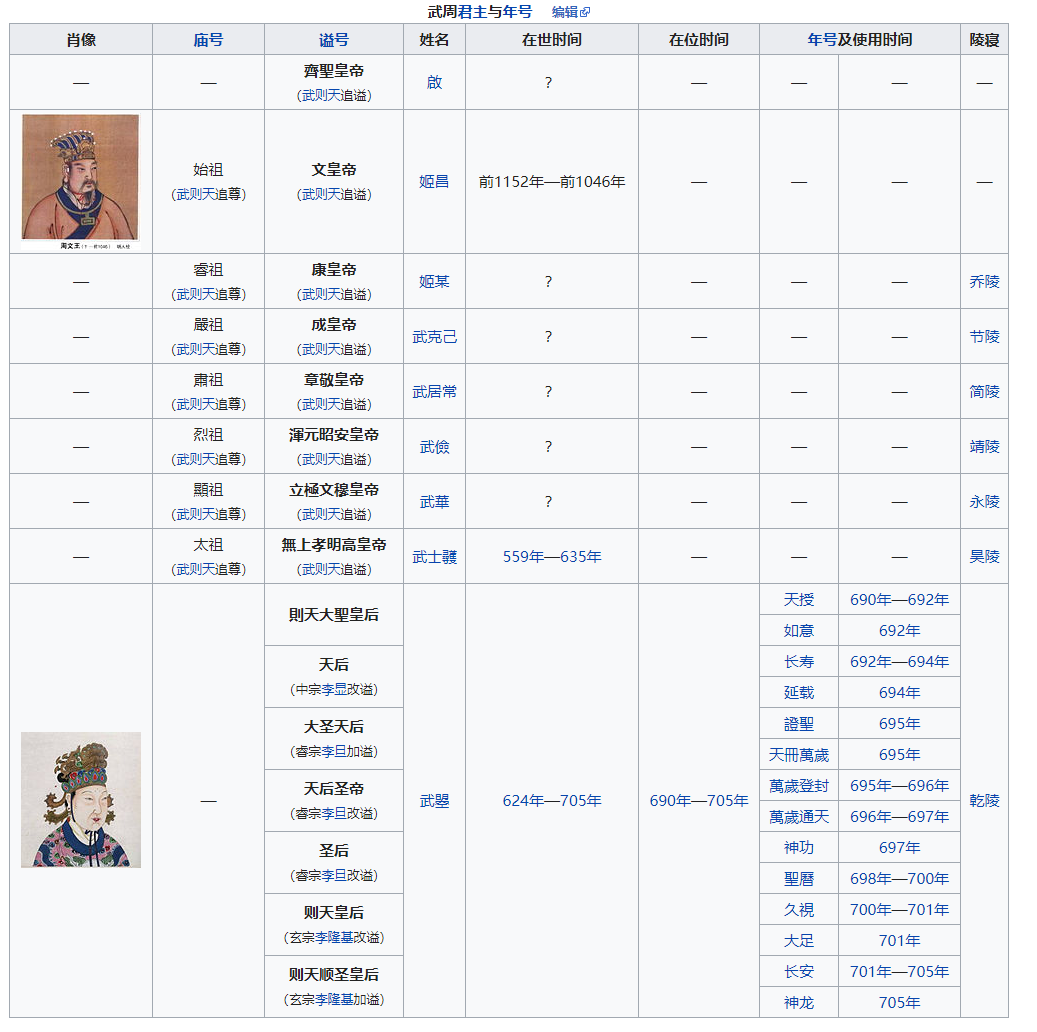 武周君主与年号 编辑
肖像 庙号 谥号 姓名 在世时间 在位时间 年号及使用时间 陵寝
— — 齊聖皇帝 啟 ? — — — —
(武则天追谥)
始祖 文皇帝 姬昌 前1152年—前1046年 — — — —
(武则天追尊) (武则天追谥)
周文王
— 睿祖 康皇帝 姬某 ? — — — 乔陵
(武则天追尊) (武则天追谥)
— 嚴祖 成皇帝 武克己 ? — — — 节陵
(武则天追尊) (武则天追谥)
— 肅祖 章敬皇帝 武居常 ? — — — 简陵
(武则天追尊) (武则天追谥)
— 烈祖 渾元昭安皇帝 武儉 ? — — — 靖陵
(武则天追尊) (武则天追谥)
— 顯祖 立極文穆皇帝 武華 ? — — — 永陵
(武则天追尊) (武则天追谥)
— 太祖 無上孝明高皇帝 武士彠 559年—635年 — — — 昊陵
(武则天追尊) (武则天追谥)
— 武曌 624年—705年 690年—705年 乾陵
則天大聖皇后
天后
(中宗李显改谥)
大圣天后
(睿宗李旦加谥)
天后圣帝
(睿宗李旦改谥)
圣后
(睿宗李旦改谥)
则天皇后
(玄宗李隆基改谥)
则天顺圣皇后
(玄宗李隆基加谥)
天授 690年—692年
如意 692年
长寿 692年—694年
延载 694年
證聖 695年
天冊萬歲 695年
萬歲登封 695年—696年
萬歲通天 696年—697年
神功 697年
聖曆 698年—700年
久視 700年—701年
大足 701年
长安 701年—705年
神龙 705年